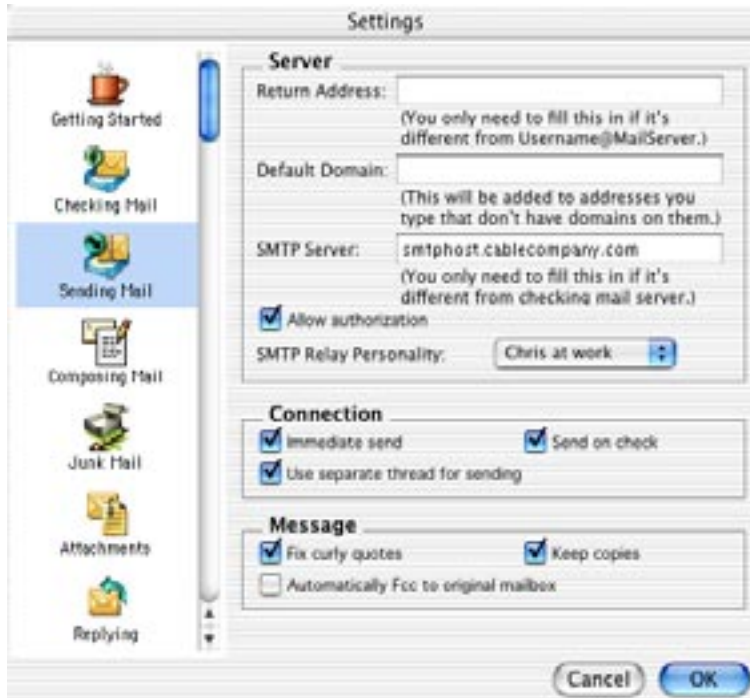 Settings
Getting Started
Checking Mail
Sending Mail
Composing Mail
Junk Mail
Attachments
Replying
Server
Return Address:
(You only need to fill this in if it's
different from Username@MailServer.)
Default Domain:
(This will be added to addresses you
type that don't have domains on them.)
SMTP Server: smtphost.cablecompany.com
(You only need to fill this in if it's
different from checking mail server.)
Allow authorization
SMTP Relay Personality: Chris at work
Connection
Immediate send Send on check
Use separate thread for sending
Message
Fix curly quotes Keep copies
Automatically Fcc to original mailbox
Cancel OK